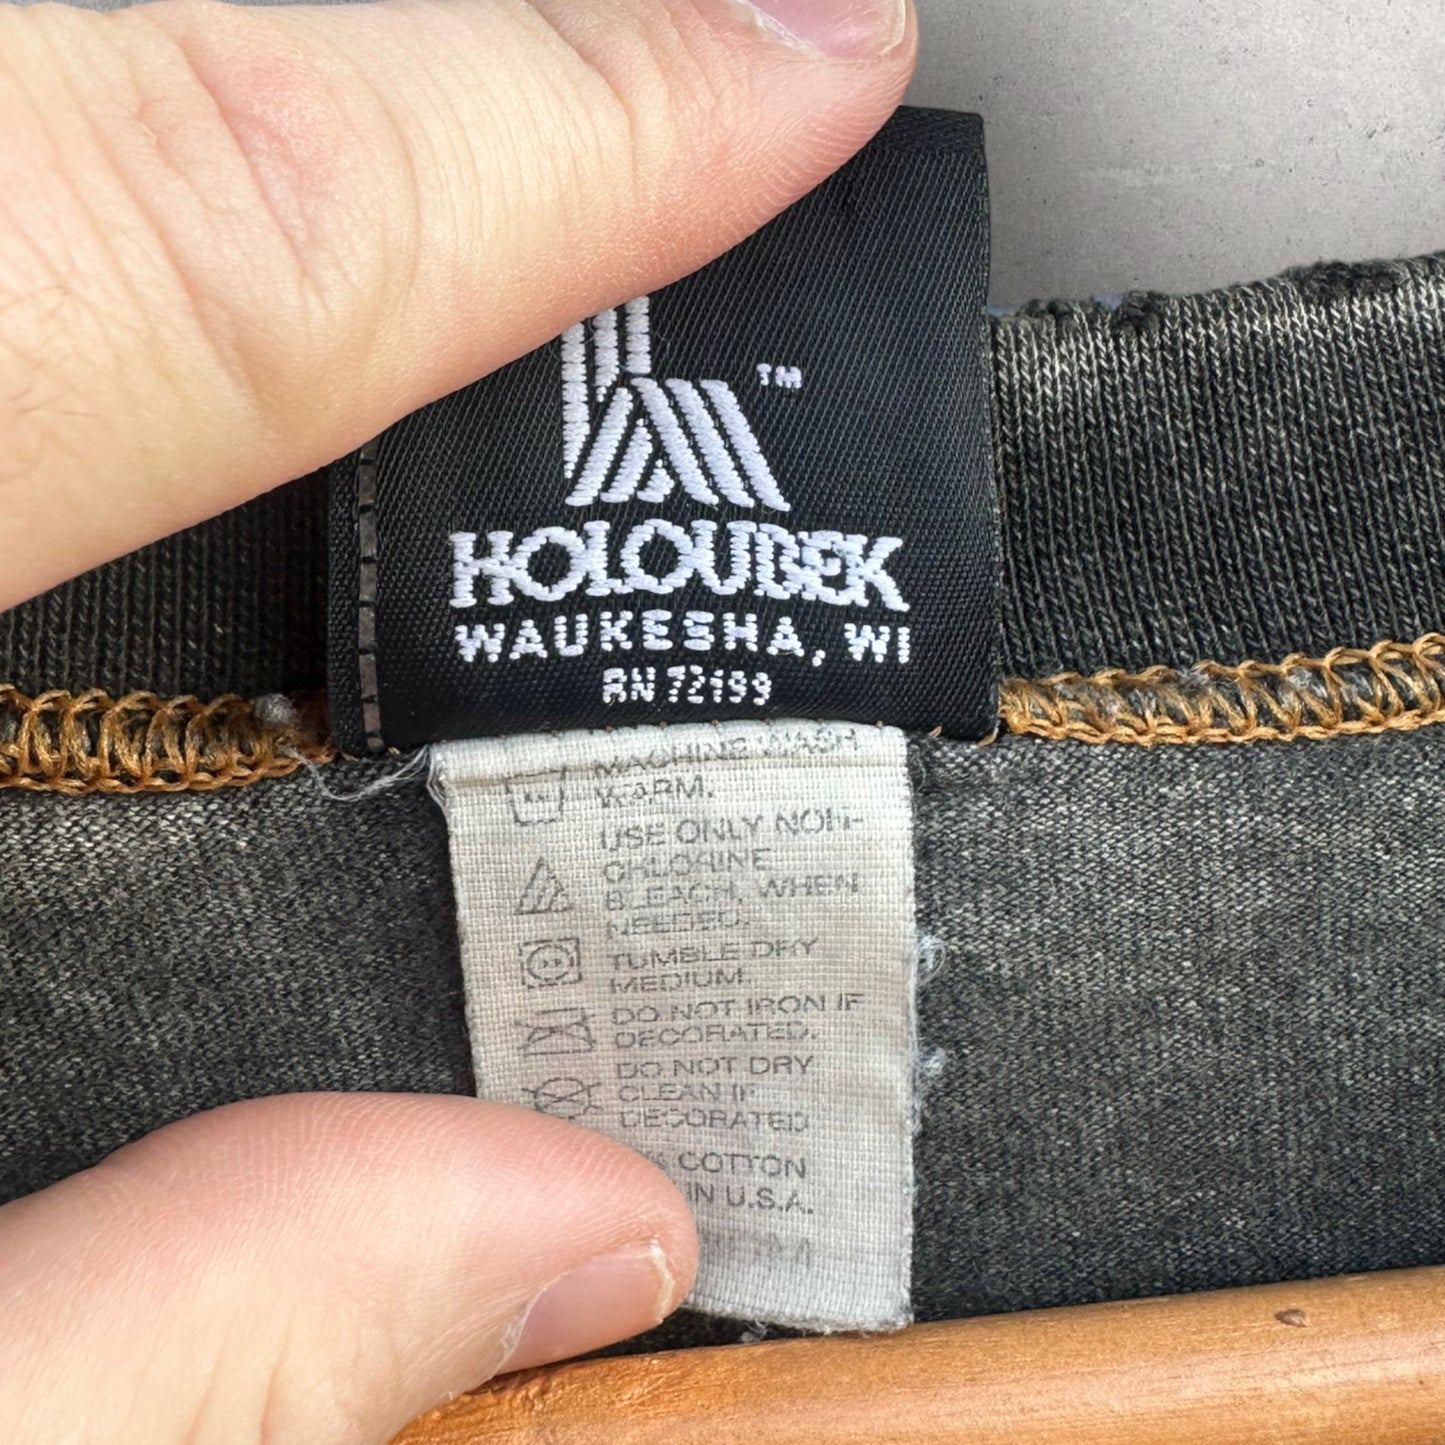 TM
HOLOUDEK
WAUKESHA, WI
RN 72199
MACHINE WASH
WARM.
USE ONLY NON-
CHLORINE
BLEACH, WHEN
NEEDED.
TUMBLE DRY
MEDIUM.
DO NOT IRON IF
DECORATED.
DO NOT DRY
CLEAN IF
DECORATED
% COTTON
IN U.S.A.